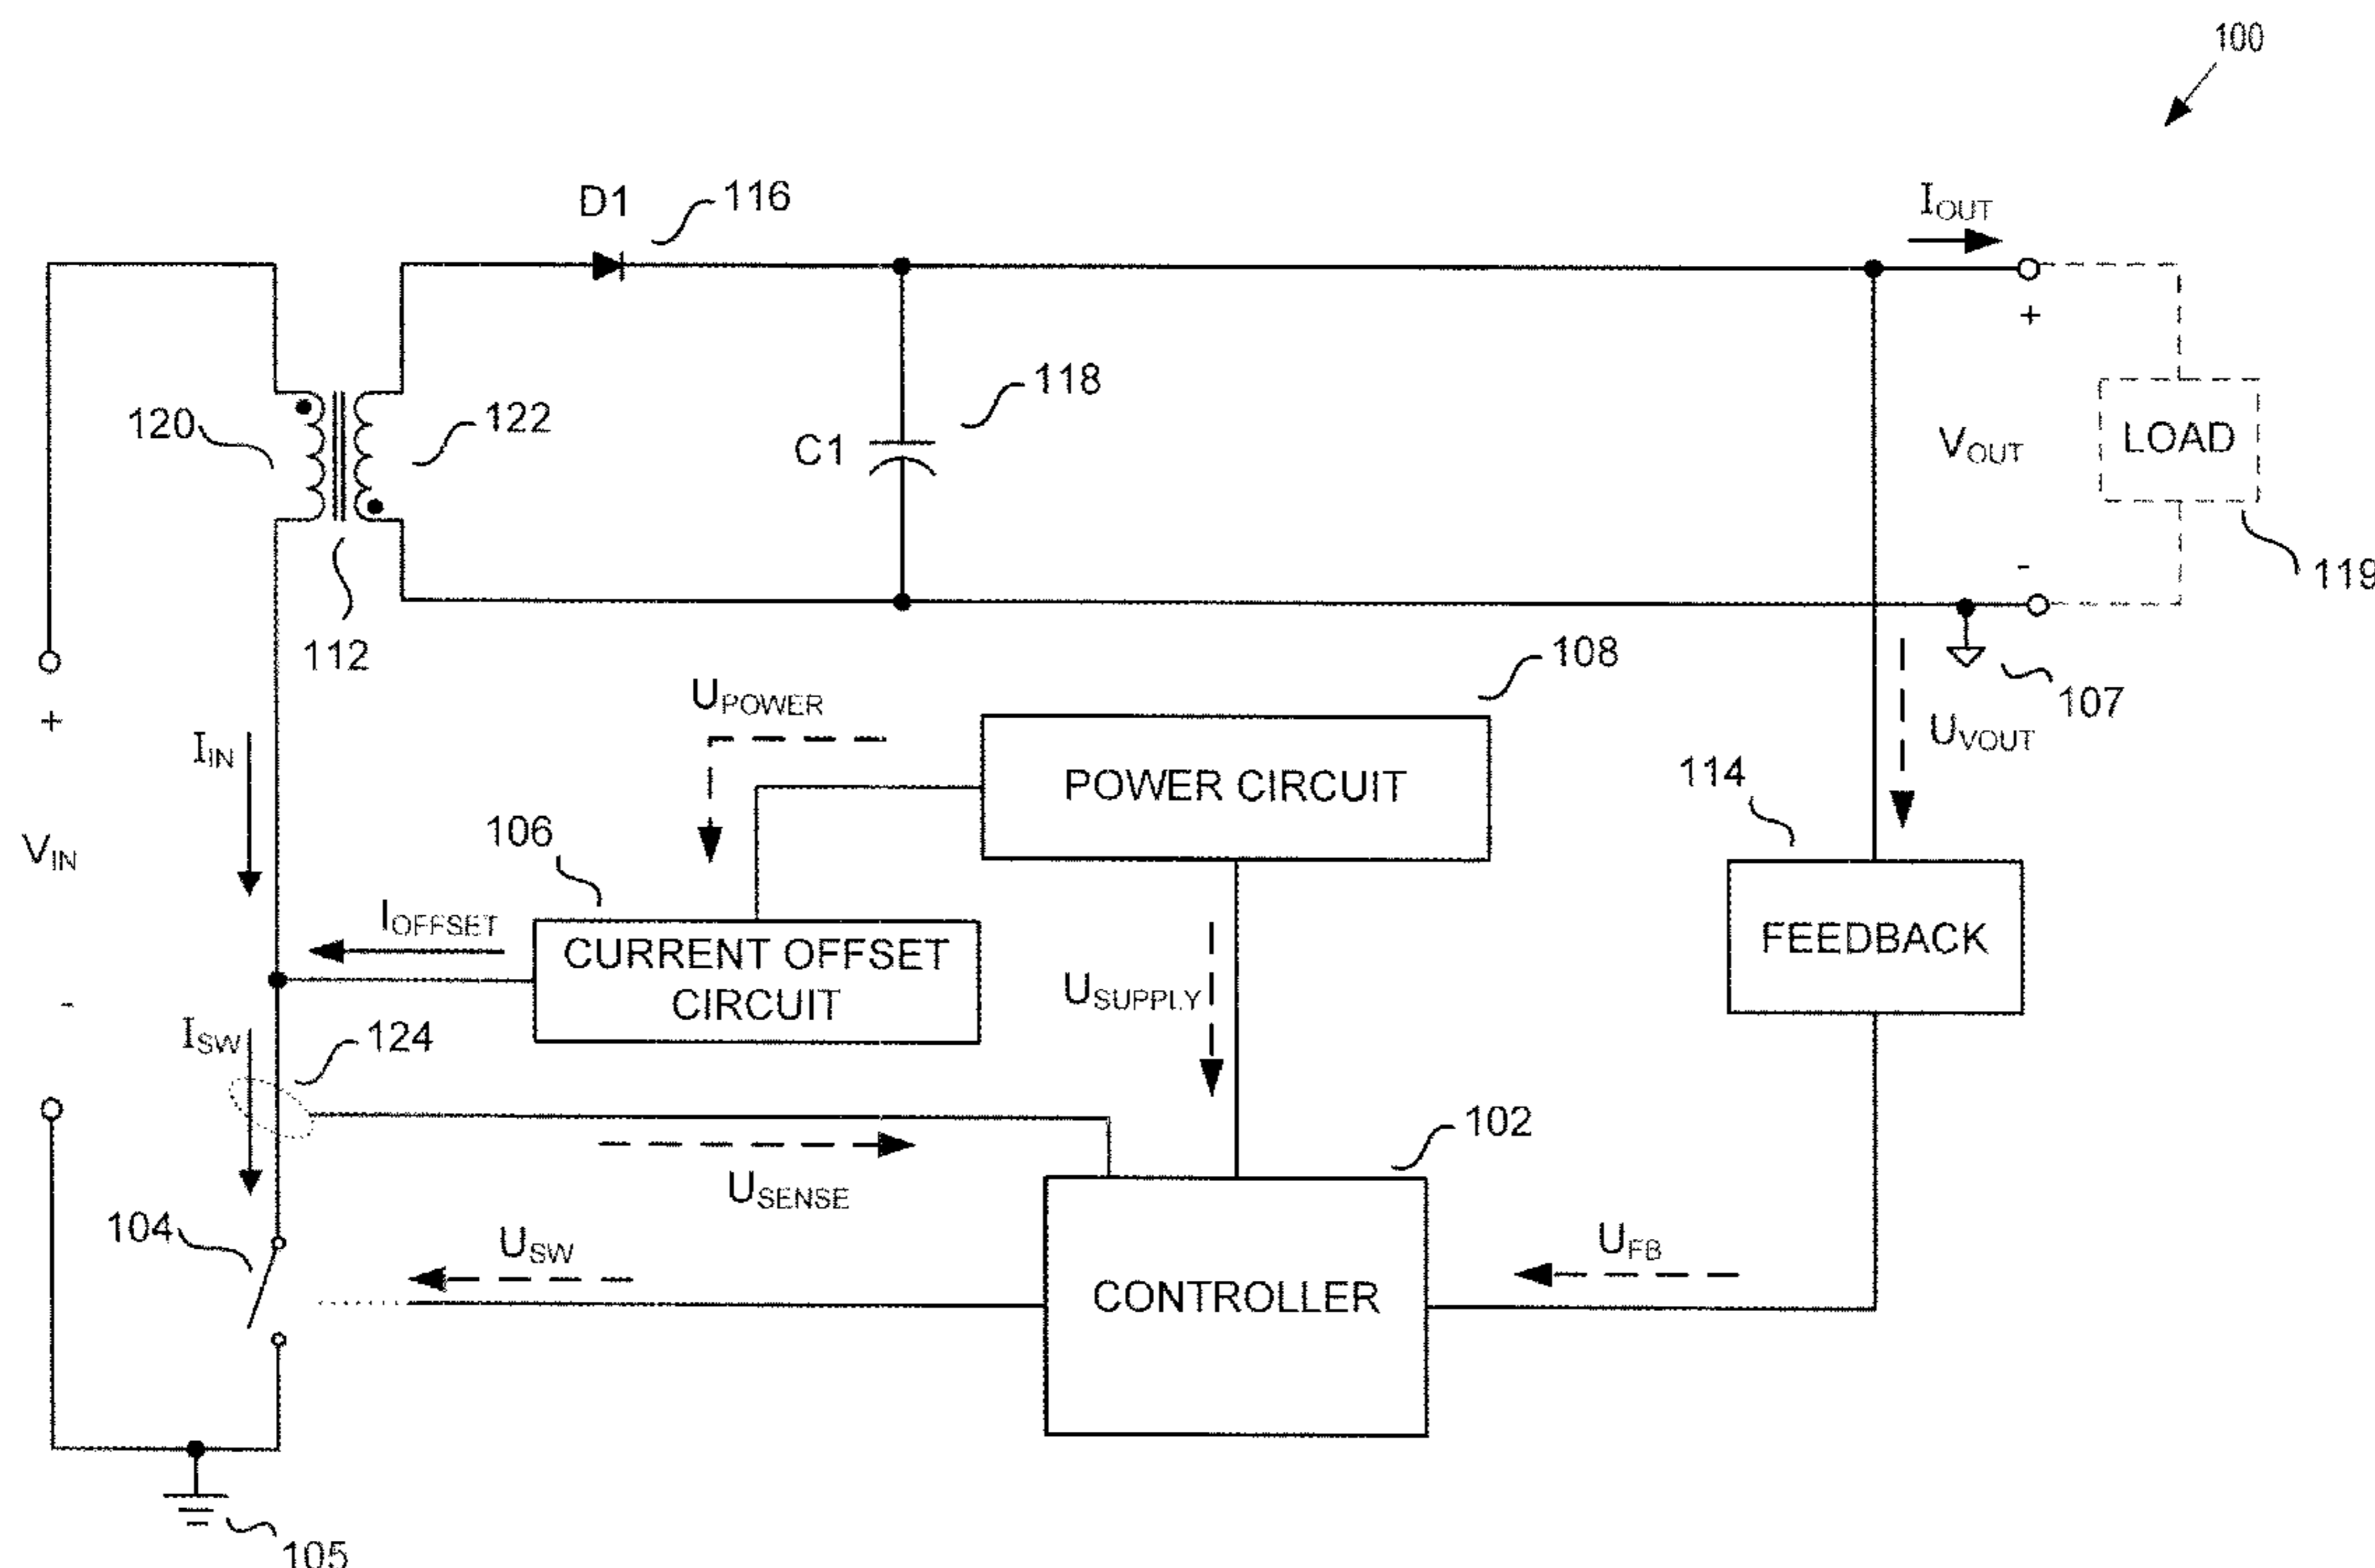 100
D1
116
IOUT
+
120
122
C1
118
VOUT
LOAD
-
119
112
108
107
+
UPOWER
UVOUT
IIN
POWER CIRCUIT
114
VIN
106
IOFFSET
CURRENT OFFSET
CIRCUIT
FEEDBACK
USUPPLY
-
ISW
124
102
USENSE
104
USW
UFB
CONTROLLER
105